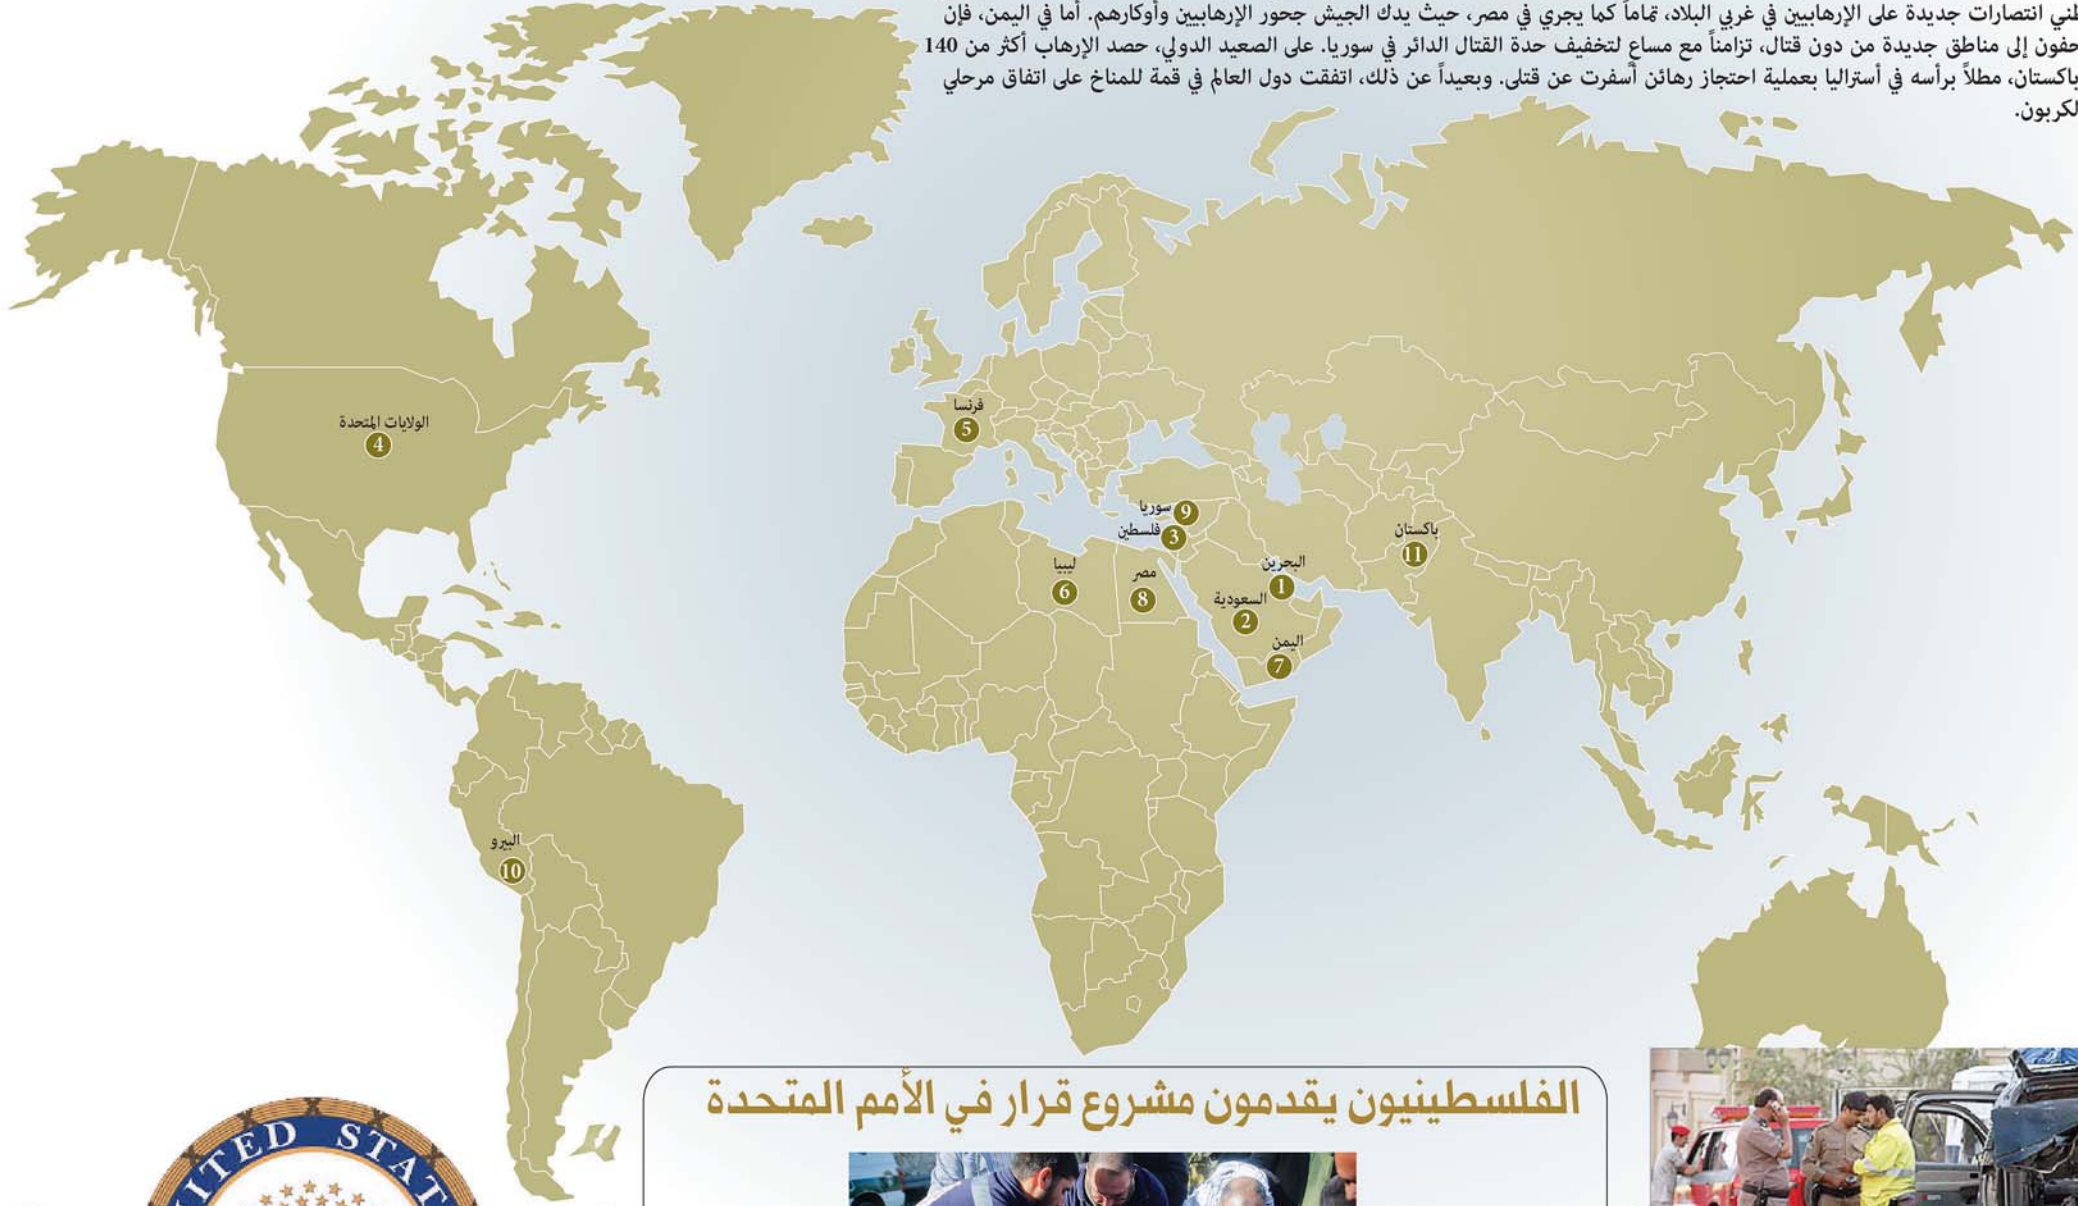 انتصارات جديدة على الإرهابيين في غربي البلاد، تماماً كما يجري في مصر، حيث يدك الجيش جحور الإرهابيين وأوكارهم. أما في اليمن، فإن
إلى مناطق جديدة من دون قتال، تزامناً مع مساعٍ لتخفيف حدة القتال الدائر في سوريا. على الصعيد الدولي، حصد الإرهاب أكثر من 140
باكستان، مطلاً برأسه في أستراليا بعملية احتجاز رهائن أسفرت عن قتلى. وبعيداً عن ذلك، اتفقت دول العالم في قمة للمناخ على اتفاق مرحلي
لكربون.
الولايات المتحدة
4
فرنسا
5
سوريا 9
فلسطين 3
باكستان
11
ليبيا
6
مصر
8
البحرين
1
السعودية
2
اليمن
7
البيرو
10
الفلسطينيون يقدمون مشروع قرار في الأمم المتحدة
ITED STAT